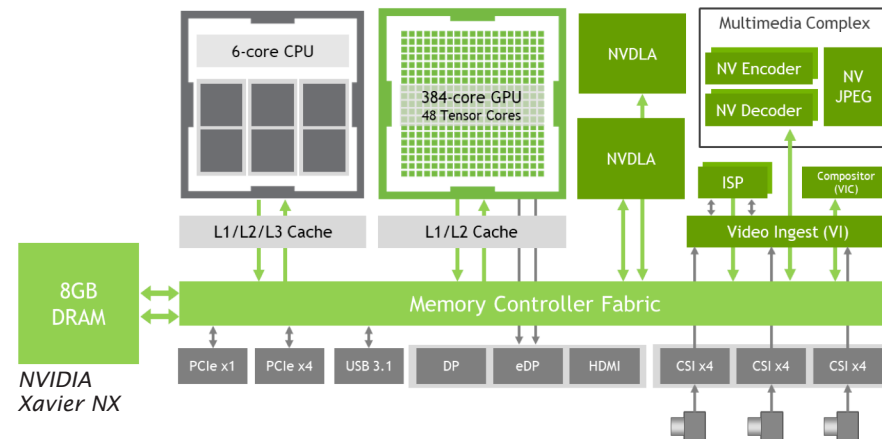 6-core CPU
384-core GPU
48 Tensor Cores
NVDLA
NVDLA
Multimedia Complex
NV Encoder
NV Decoder
NV
JPEG
ISP
Compositor
(VIC)
L1/L2/L3 Cache
L1/L2 Cache
Video Ingest (VI)
8GB
DRAM
Memory Controller Fabric
PCIe x1
PCIe x4
USB 3.1
DP
eDP
HDMI
CSI x4
CSI x4
CSI x4
NVIDIA
Xavier NX